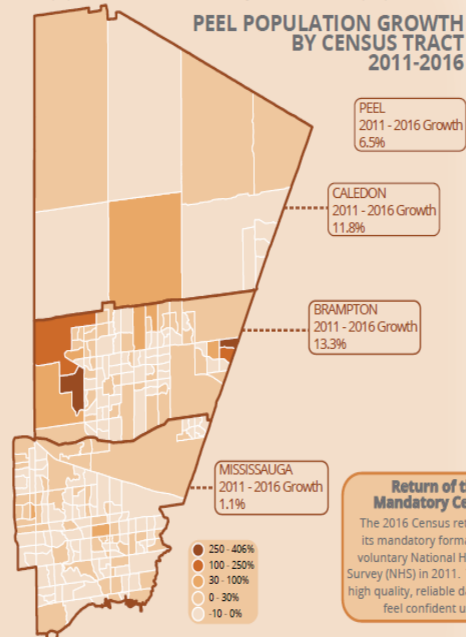 PEEL POPULATION GROWTH
BY CENSUS TRACT
2011-2016
PEEL
2011 - 2016 Growth
6.5%
CALEDON
2011 - 2016 Growth
11.8%
BRAMPTON
2011 - 2016 Growth
13.3%
MISSISSAUGA
2011 - 2016 Growth
1.1%
250 - 406%
100 - 250%
30 - 100%
0 - 30%
-10 - 0%
Return of
Mandatory
The 2016 Census
its mandatory
voluntary National
Survey (NHS) in 2011.
high quality, reliable
feel confident